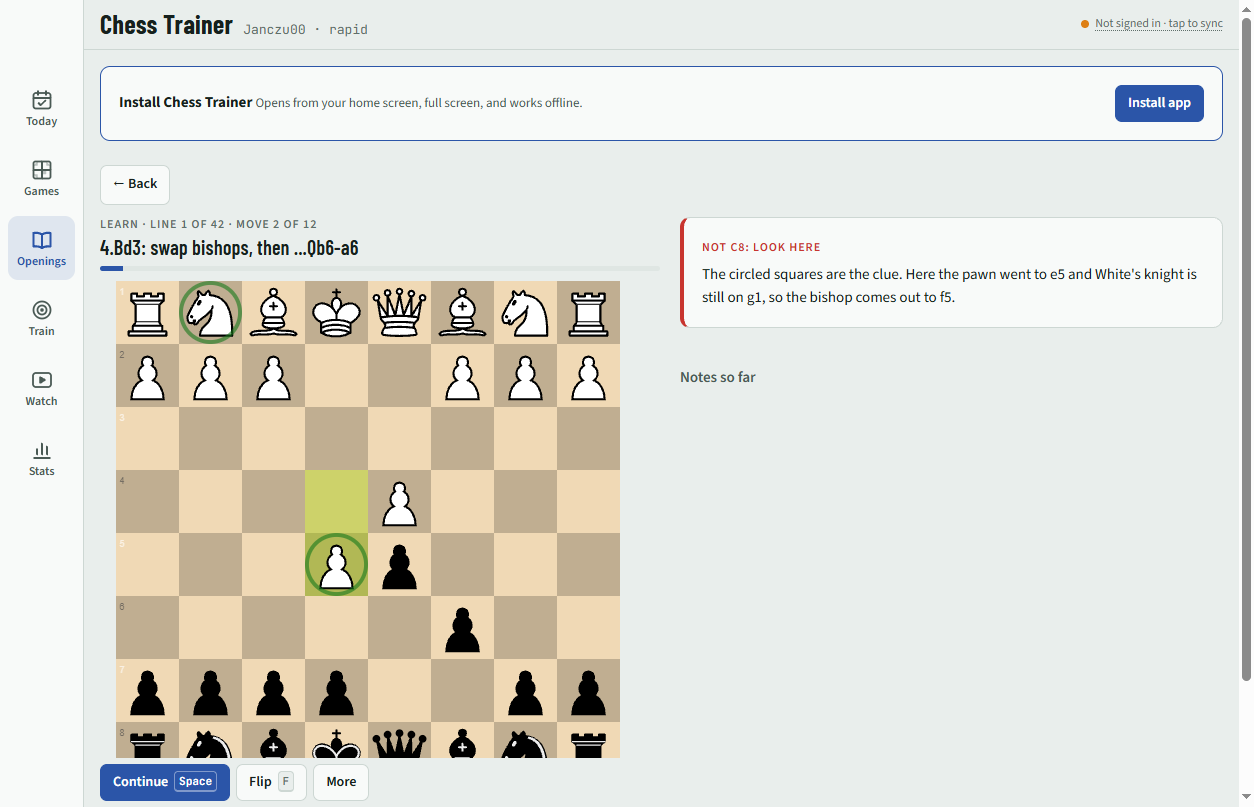 Chess Trainer Janczu00 · rapid
Not signed in · tap to sync
Install Chess Trainer Opens from your home screen, full screen, and works offline.
Install app
Today
Games
Openings
Train
Watch
Stats
← Back
LEARN · LINE 1 OF 42 · MOVE 2 OF 12
4.Bd3: swap bishops, then ...Qb6-a6
1
2
3
4
5
6
7
8
Continue Space
Flip F
More
NOT C8: LOOK HERE
The circled squares are the clue. Here the pawn went to e5 and White's knight is
still on g1, so the bishop comes out to f5.
Notes so far